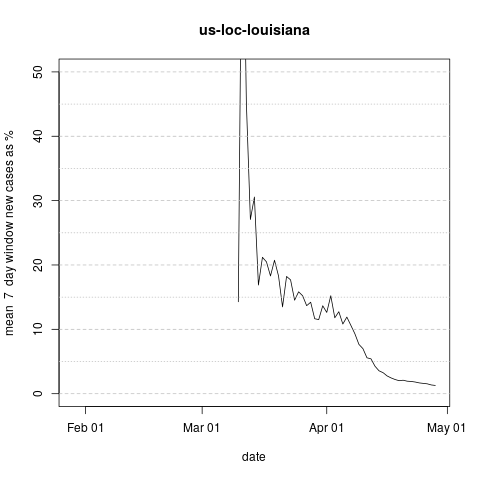 us-loc-louisiana
mean 7 day window new cases as %
50
40
30
20
10
0
Feb 01
Mar 01
Apr 01
May 01
date